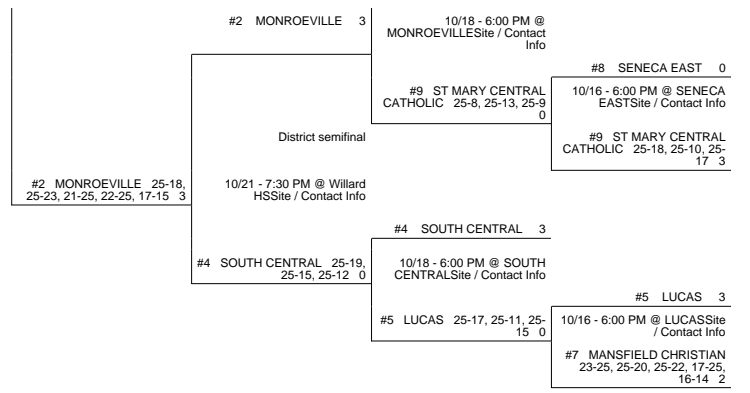 #2 MONROEVILLE 3
10/18 - 6:00 PM @
MONROEVILLESite / Contact
Info
#8 SENECA EAST 0
#9 ST MARY CENTRAL
CATHOLIC 25-8, 25-13, 25-9
0
10/16 - 6:00 PM @ SENECA
EASTSite / Contact Info
District semifinal
#9 ST MARY CENTRAL
CATHOLIC 25-18, 25-10, 25-
17 3
#2 MONROEVILLE 25-18,
25-23, 21-25, 22-25, 17-15 3
10/21 - 7:30 PM @ Willard
HSSite / Contact Info
#4 SOUTH CENTRAL 3
#4 SOUTH CENTRAL 25-19,
25-15, 25-12 0
10/18 - 6:00 PM @ SOUTH
CENTRALSite / Contact Info
#5 LUCAS 3
#5 LUCAS 25-17, 25-11, 25-
15 0
10/16 - 6:00 PM @ LUCASSite
/ Contact Info
#7 MANSFIELD CHRISTIAN
23-25, 25-20, 25-22, 17-25,
16-14 2